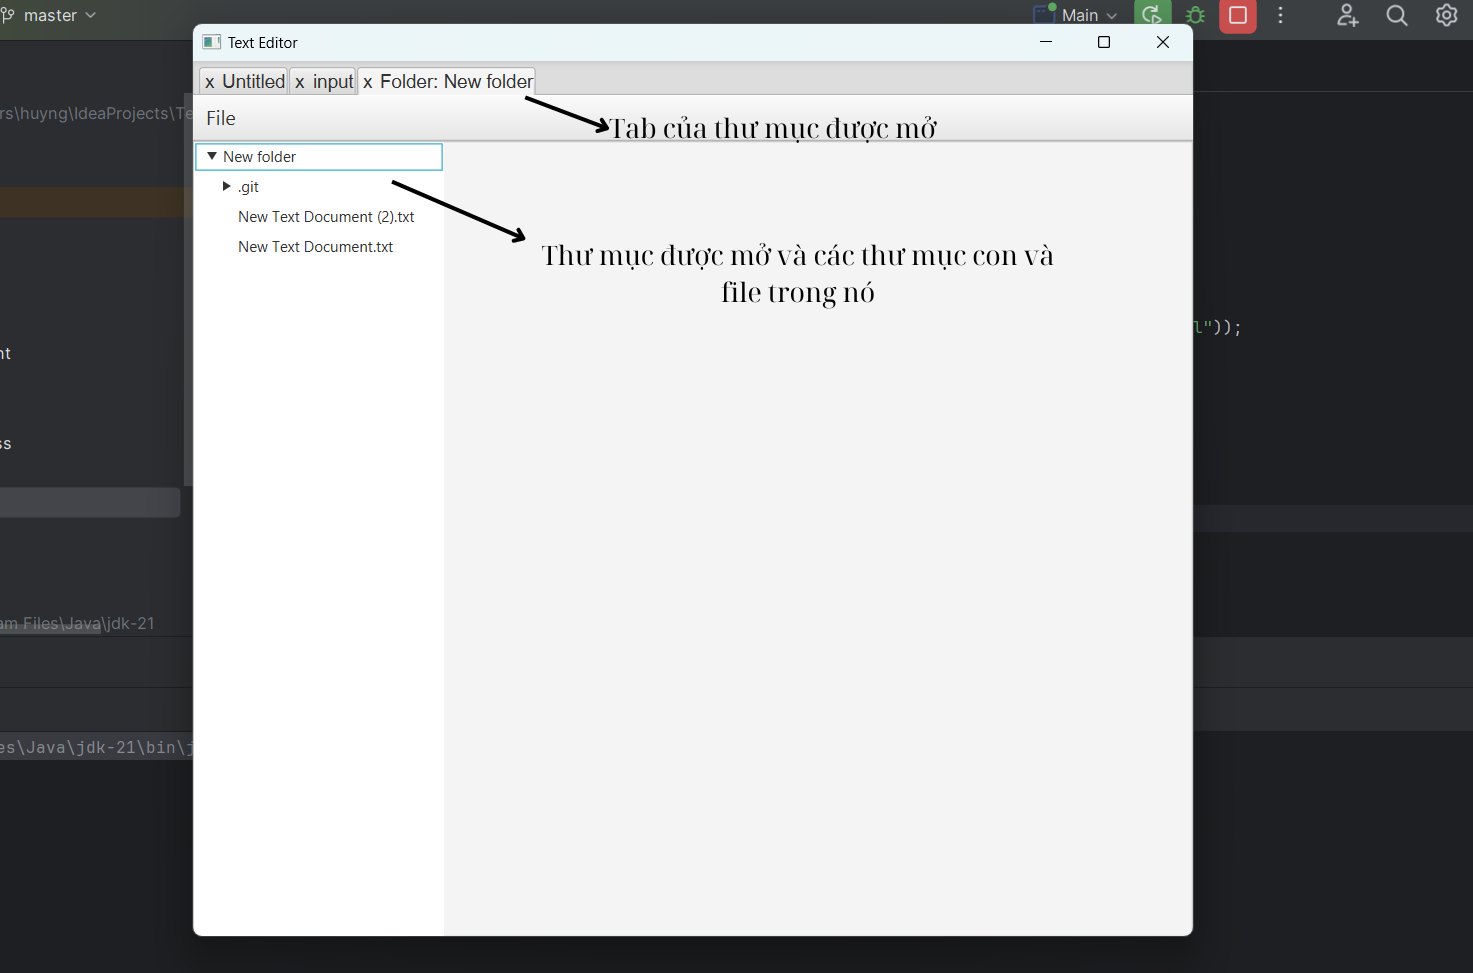 master
Main
Text Editor
x Untitled x input x Folder: New folder
rs\huyng\IdeaProjects\Te
File
Tab của thư mục được mở
New folder
.git
New Text Document (2).txt
New Text Document.txt
Thư mục được mở và các thư mục con và
file trong nó
l"));
nt
ss
am Files\Java\jdk-21
es\Java\jdk-21\bin\j